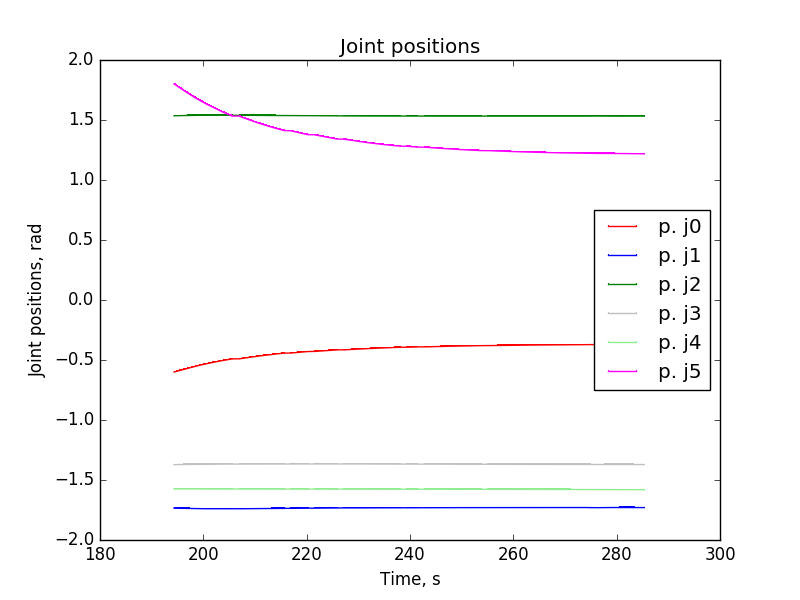 Joint positions
2.0
1.5
1.0
0.5
0.0
−0.5
−1.0
−1.5
−2.0
Joint positions, rad
p. j0
p. j1
p. j2
p. j3
p. j4
p. j5
180 200 220 240 260 280 300
Time, s